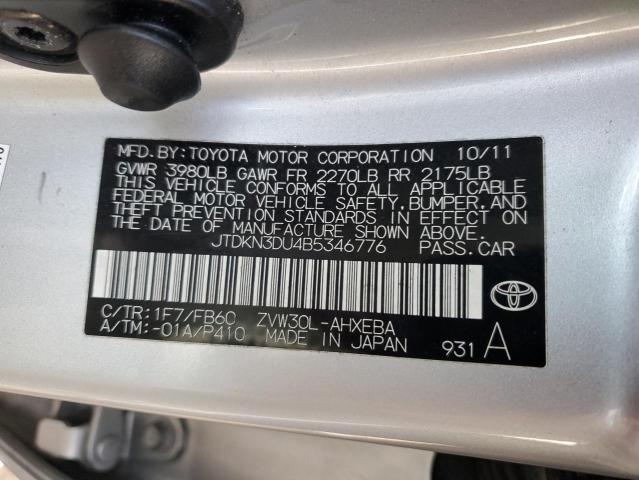 MFD.BY:TOYOTA MOTOR CORPORATION 10/11
GVWR 3980LB GAWR FR 2270LB RR 2175LB
THIS VEHICLE CONFORMS TO ALL APPLICABLE
FEDERAL MOTOR VEHICLE SAFETY,BUMPER, AND
THEFT PREVENTION STANDARDS IN EFFECT ON
THE DATE OF MANUFACTURE SHOWN ABOVE.
JTDKN3DU4B5346776 PASS.CAR
C/TR:1F7/FB60 ZVW30L-AHXEBA
A/TM:-01A/P410 MADE IN JAPAN 931 A